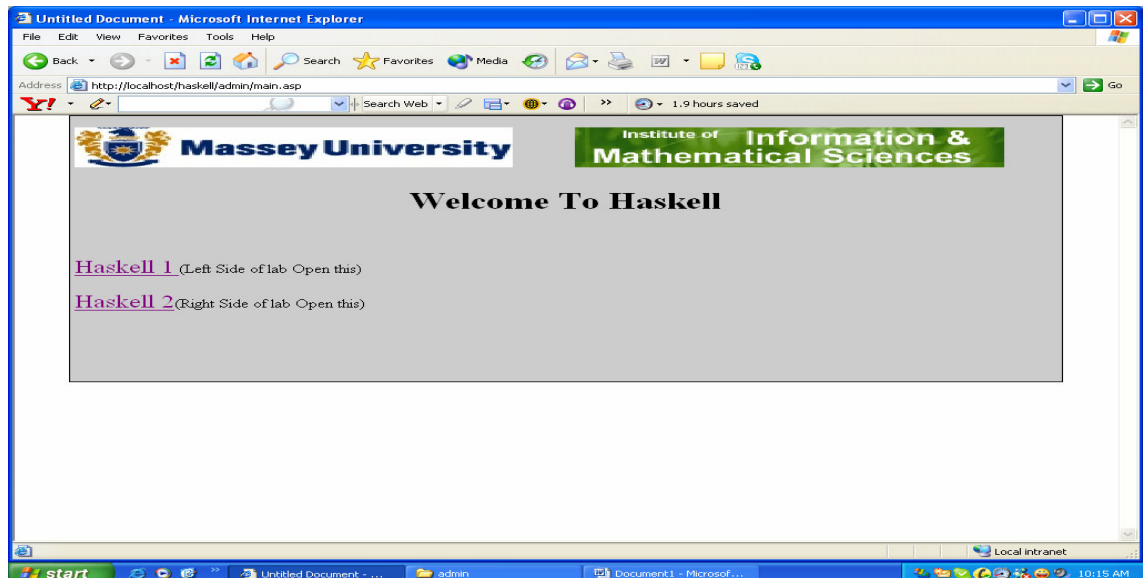 Untitled Document - Microsoft Internet Explorer
File Edit View Favorites Tools Help
Back Search Favorites Media
Address http://localhost/haskell/admin/main.asp Go
Y! Search Web 1.9 hours saved
Massey University
Institute of Information &
Mathematical Sciences
Welcome To Haskell
Haskell 1 (Left Side of lab Open this)
Haskell 2(Right Side of lab Open this)
Local intranet
start Untitled Document - ... admin Document1 - Microsof... 10:15 AM